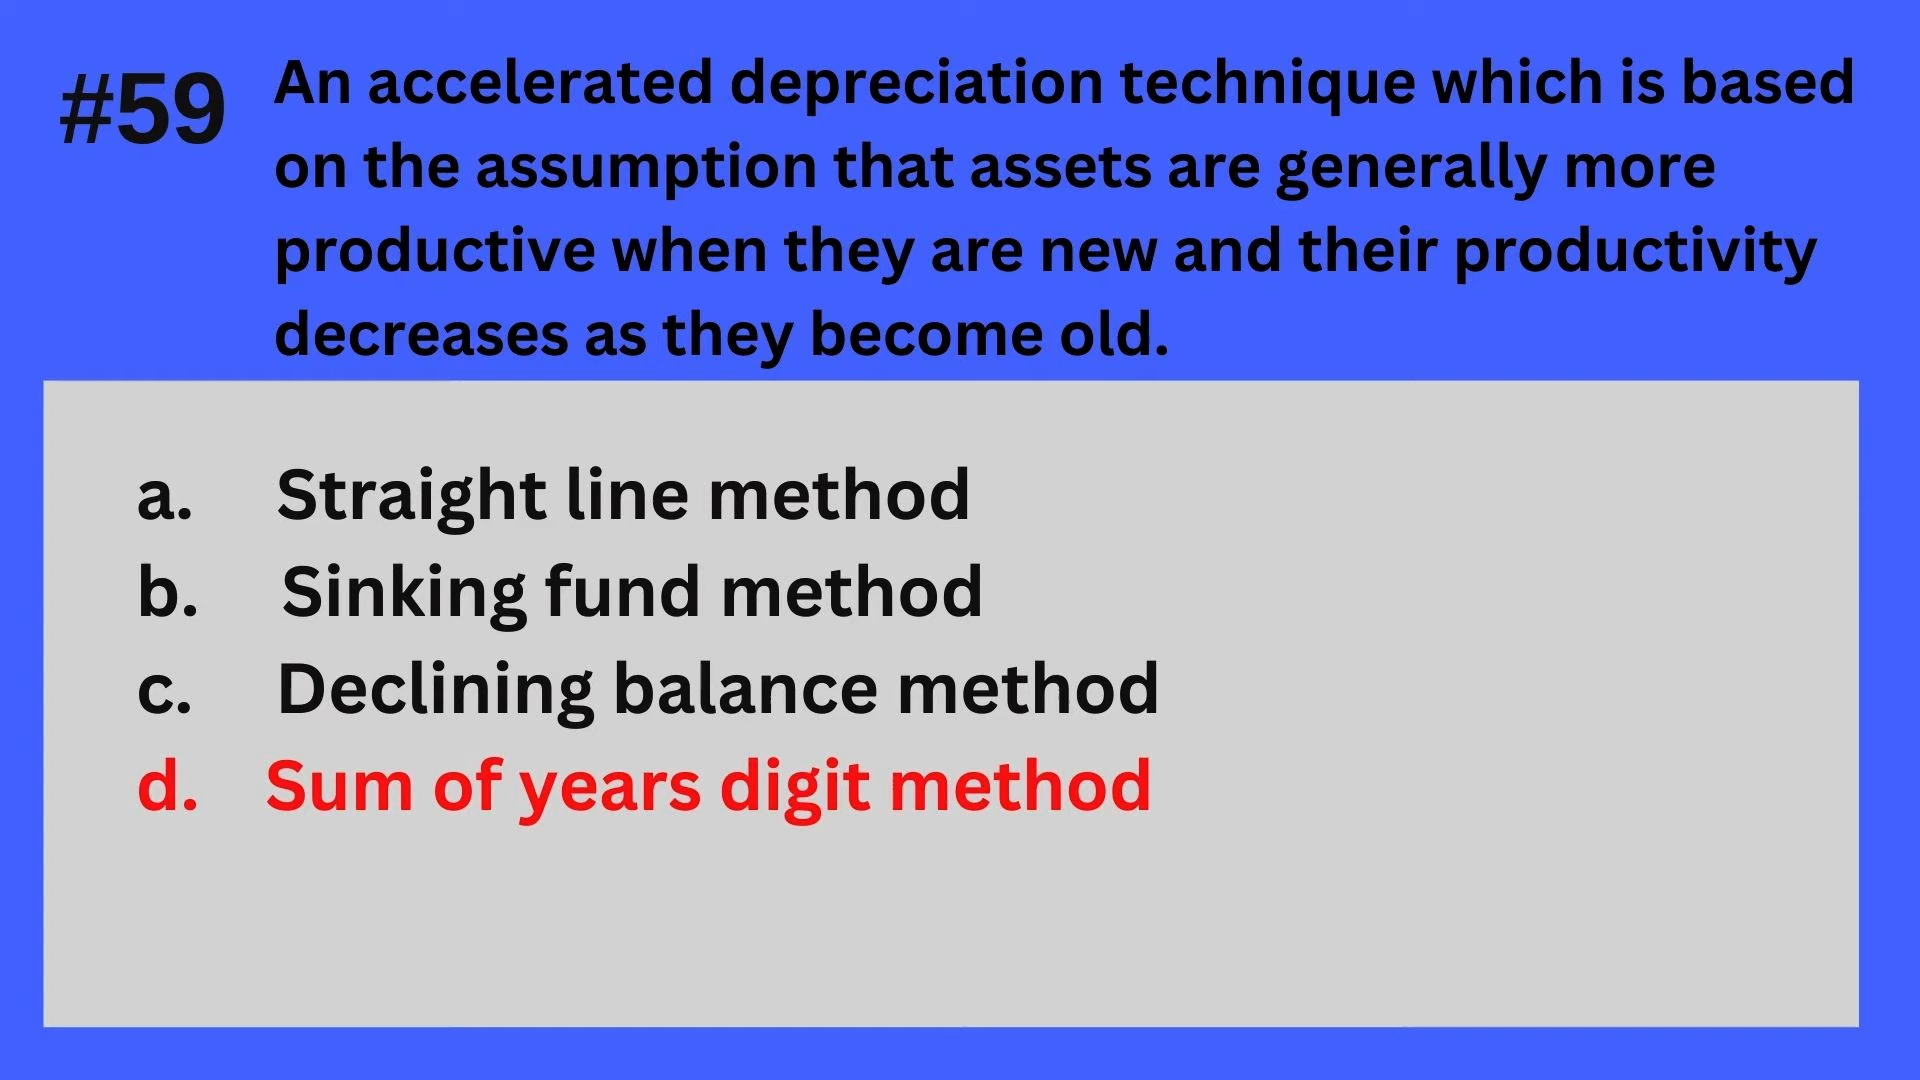 #59
An accelerated depreciation technique which is based
on the assumption that assets are generally more
productive when they are new and their productivity
decreases as they become old.
a. Straight line method
b. Sinking fund method
c. Declining balance method
d. Sum of years digit method